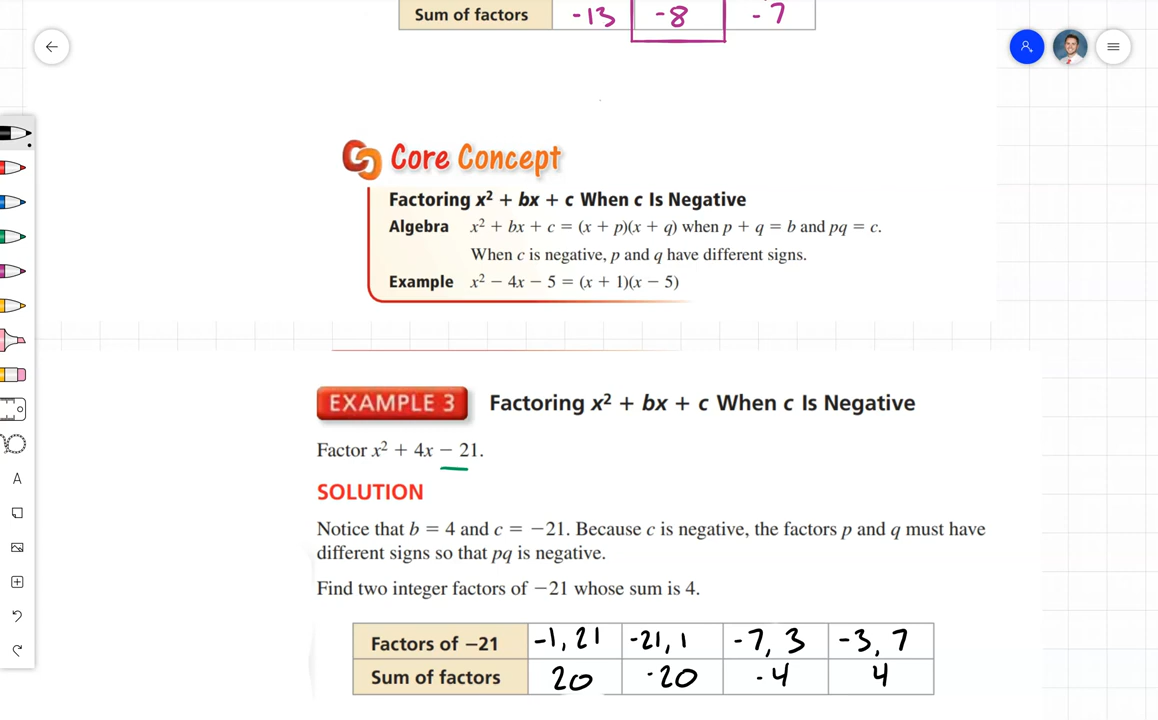 Sum of factors -13 -8 -7
Core Concept
Factoring x² + bx + c When c Is Negative
Algebra x² + bx + c = (x + p)(x + q) when p + q = b and pq = c.
When c is negative, p and q have different signs.
Example x² − 4x − 5 = (x + 1)(x − 5)
EXAMPLE 3 Factoring x² + bx + c When c Is Negative
Factor x² + 4x − 21.
SOLUTION
Notice that b = 4 and c = −21. Because c is negative, the factors p and q must have
different signs so that pq is negative.
Find two integer factors of −21 whose sum is 4.
Factors of −21 -1, 21 -21, 1 -7, 3 -3, 7
Sum of factors 20 -20 -4 4
A